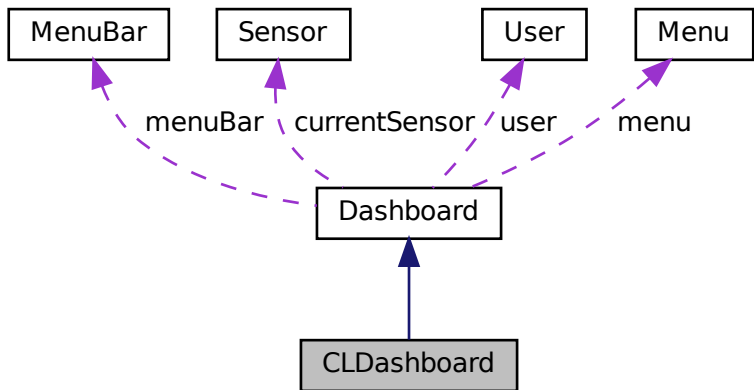 MenuBar
Sensor
User
Menu
menuBar
currentSensor
user
menu
Dashboard
CLDashboard